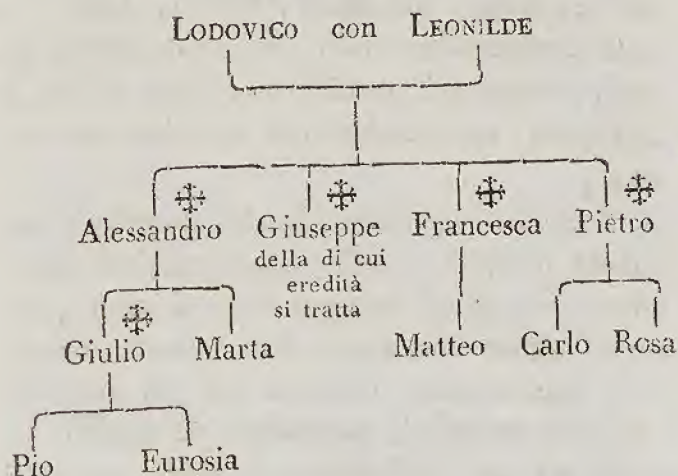 LODOVICO con LEONILDE
Alessandro Giuseppe Francesca Pietro
della di cui
eredità
si tratta
Giulio Marta Matteo Carlo Rosa
Pio Eurosia